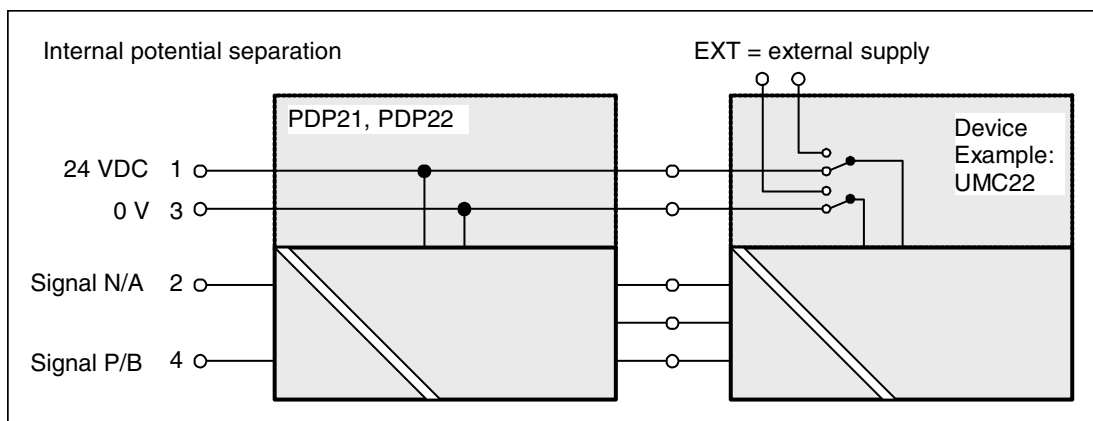 Internal potential separation
EXT = external supply
PDP21, PDP22
Device
Example:
UMC22
24 VDC 1
0 V 3
Signal N/A 2
Signal P/B 4